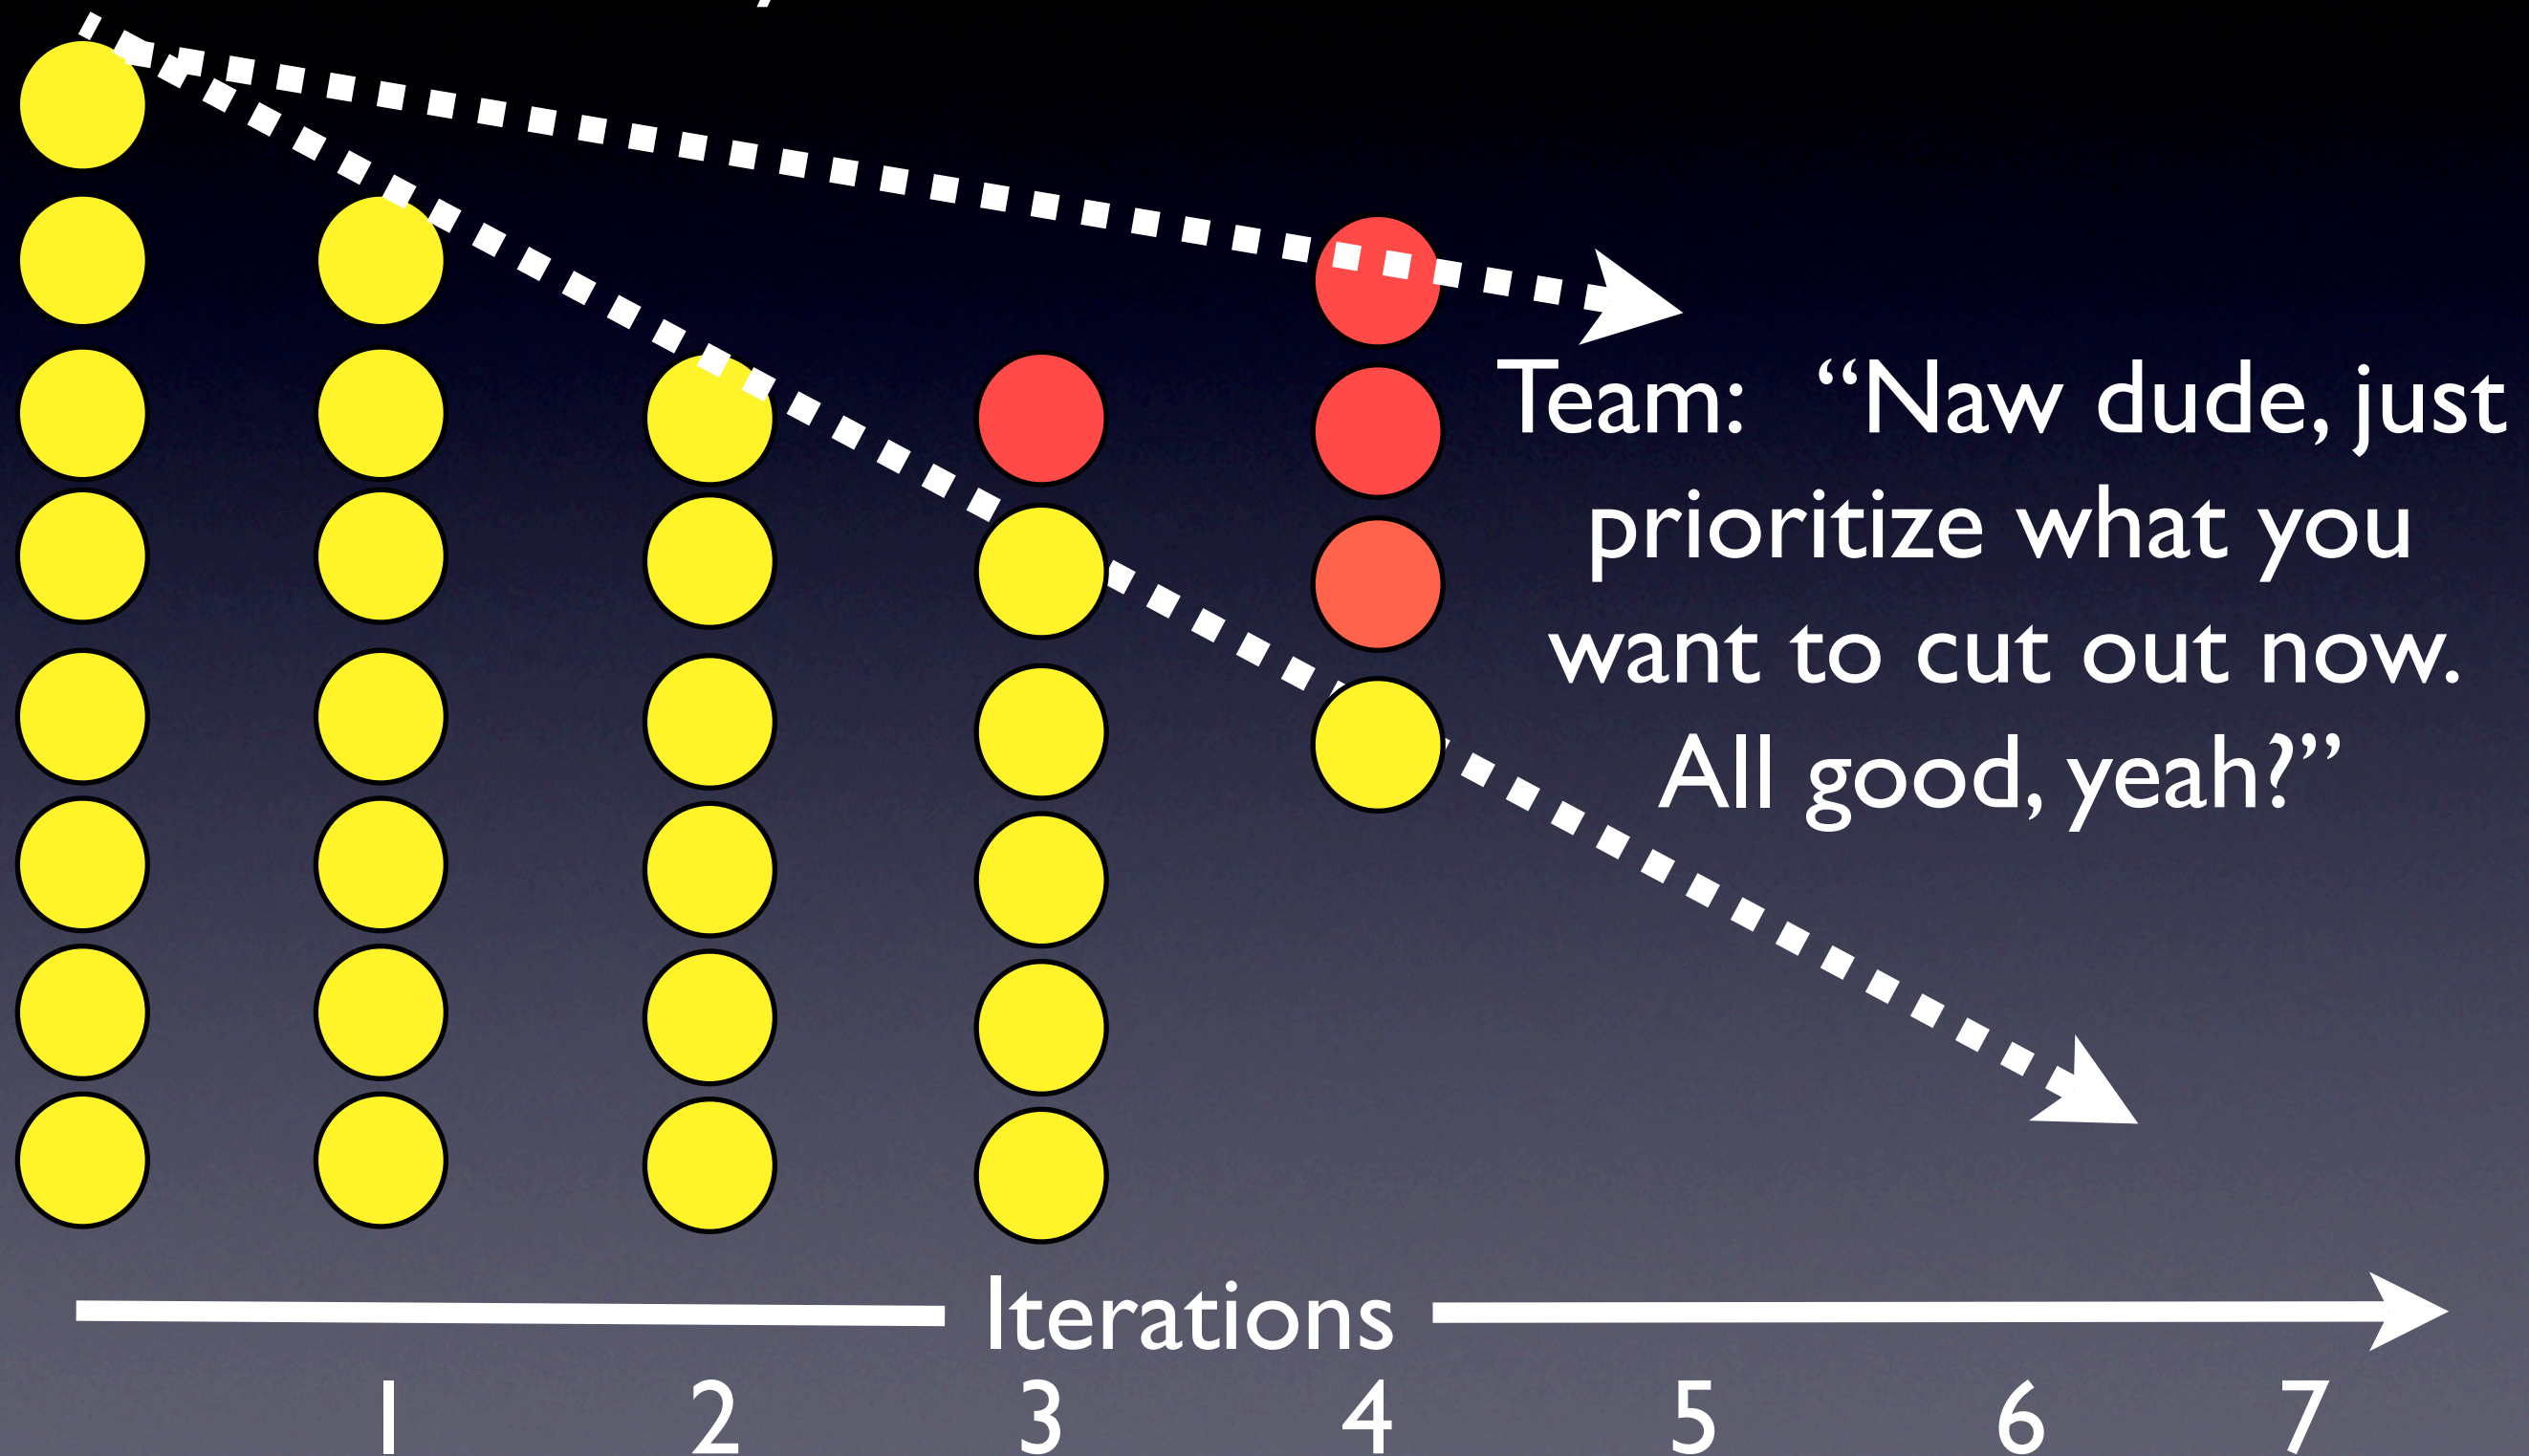 Team: “Naw dude, just
prioritize what you
want to cut out now.
All good, yeah?”
Iterations
1 2 3 4 5 6 7